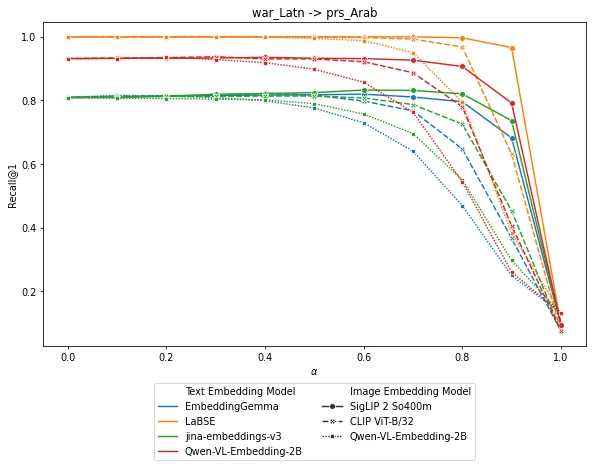 war_Latn -> prs_Arab
Recall@1
1.0
0.8
0.6
0.4
0.2
0.0 0.2 0.4 0.6 0.8 1.0
α
Text Embedding Model Image Embedding Model
EmbeddingGemma SigLIP 2 So400m
LaBSE CLIP ViT-B/32
jina-embeddings-v3 Qwen-VL-Embedding-2B
Qwen-VL-Embedding-2B